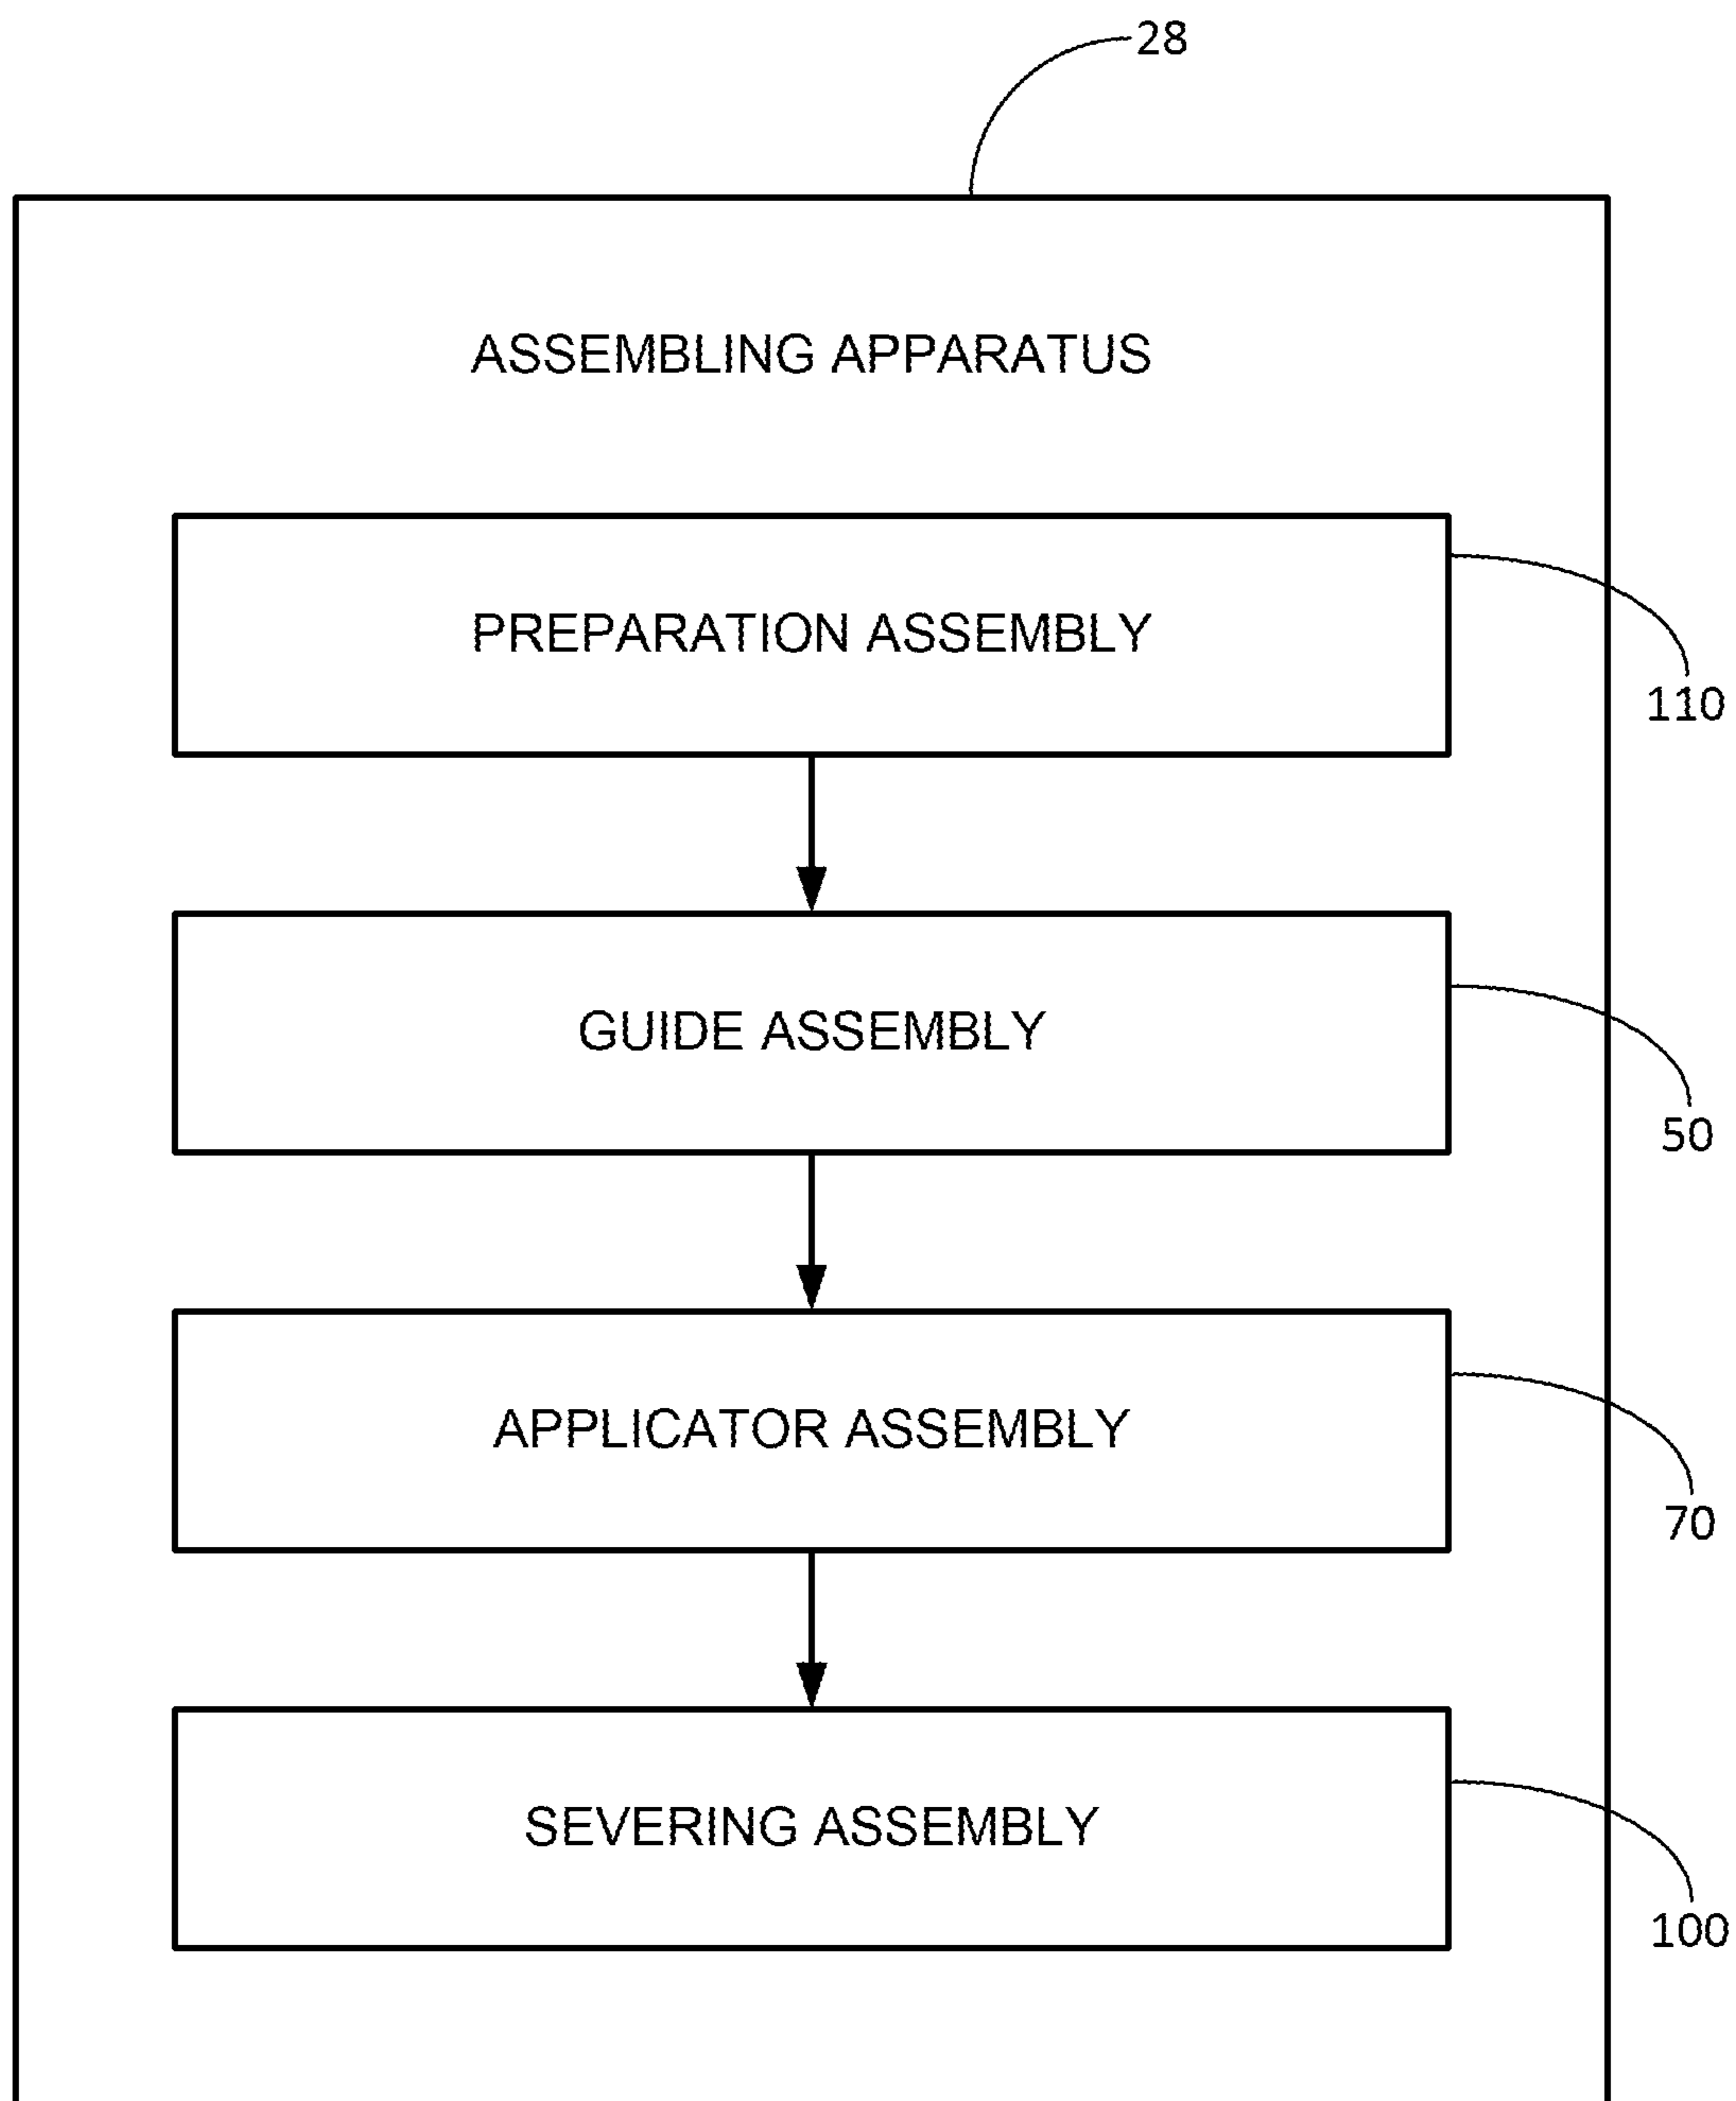 28
ASSEMBLING APPARATUS
PREPARATION ASSEMBLY
110
GUIDE ASSEMBLY
50
APPLICATOR ASSEMBLY
70
SEVERING ASSEMBLY
100